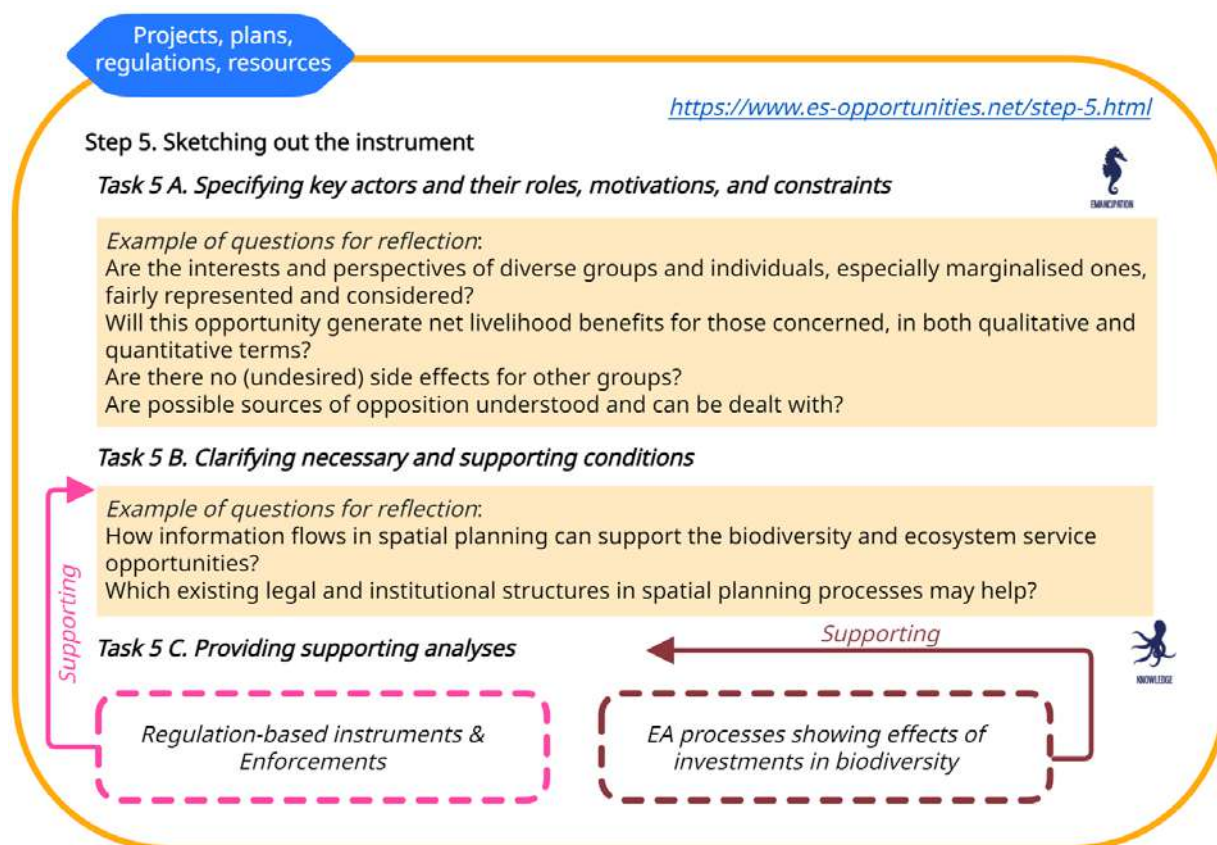 Projects, plans,
regulations, resources
https://www.es-opportunities.net/step-5.html
Step 5. Sketching out the instrument
Task 5 A. Specifying key actors and their roles, motivations, and constraints
EMANCIPATION
Example of questions for reflection:
Are the interests and perspectives of diverse groups and individuals, especially marginalised ones,
fairly represented and considered?
Will this opportunity generate net livelihood benefits for those concerned, in both qualitative and
quantitative terms?
Are there no (undesired) side effects for other groups?
Are possible sources of opposition understood and can be dealt with?
Task 5 B. Clarifying necessary and supporting conditions
Example of questions for reflection:
How information flows in spatial planning can support the biodiversity and ecosystem service
opportunities?
Which existing legal and institutional structures in spatial planning processes may help?
Supporting
Task 5 C. Providing supporting analyses
Supporting
KNOWLEDGE
Regulation-based instruments &
Enforcements
EA processes showing effects of
investments in biodiversity